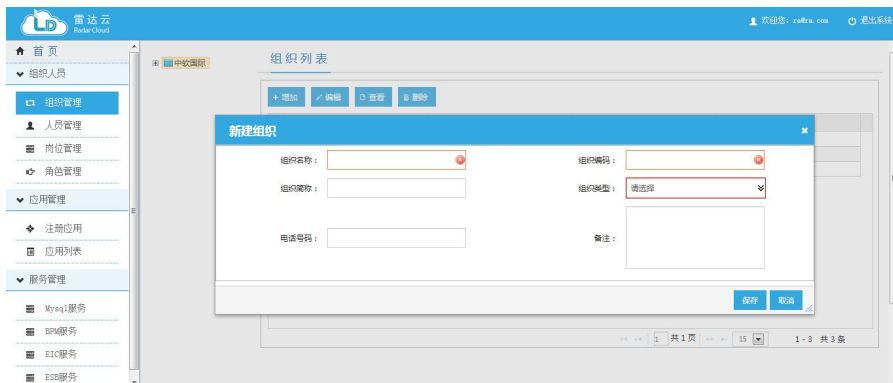 雷达云
Radar Cloud
欢迎您: ra@ra.com
退出系统
首页
组织人员
组织管理
人员管理
岗位管理
角色管理
应用管理
注册应用
应用列表
服务管理
Mysql服务
BPM服务
EIC服务
ESB服务
中软国际
组织列表
+ 增加 编辑 查看 删除
新建组织
组织名称： 组织编码：
组织简称： 组织类型： 请选择
电话号码： 备注：
保存 取消
1 共1页 15 1-3 共3条